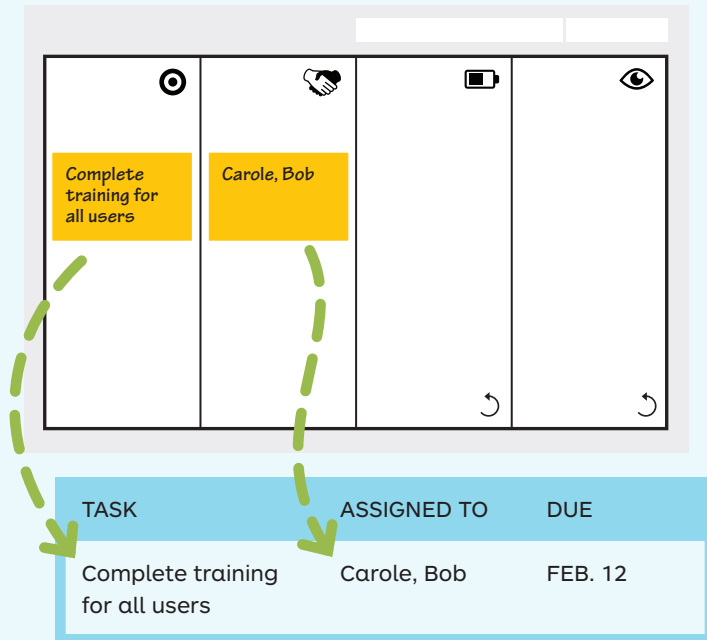 Complete
training for
all users
Carole, Bob
TASK ASSIGNED TO DUE
Complete training Carole, Bob FEB. 12
for all users